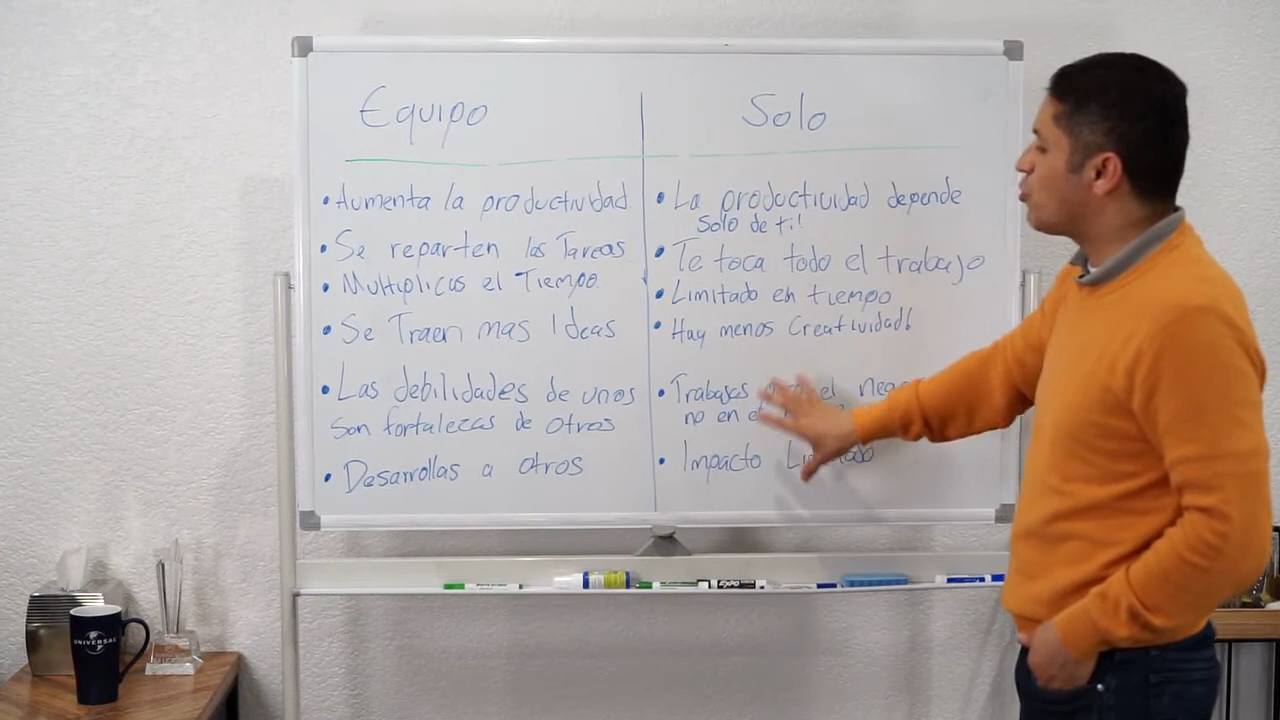 Equipo
• Aumenta la productividad
• Se reparten las Tareas
• Multiplicas el Tiempo
• Se Traen mas Ideas
• Las debilidades de unos
son fortalezas de otros
• Desarrollas a otros
Solo
• La productividad depende
Solo de ti!
• Te toca todo el trabajo
• Limitado en tiempo
• Hay menos Creatividad!
• Trabajas el
no en
• Impacto
UNIVERSAL
EXPO